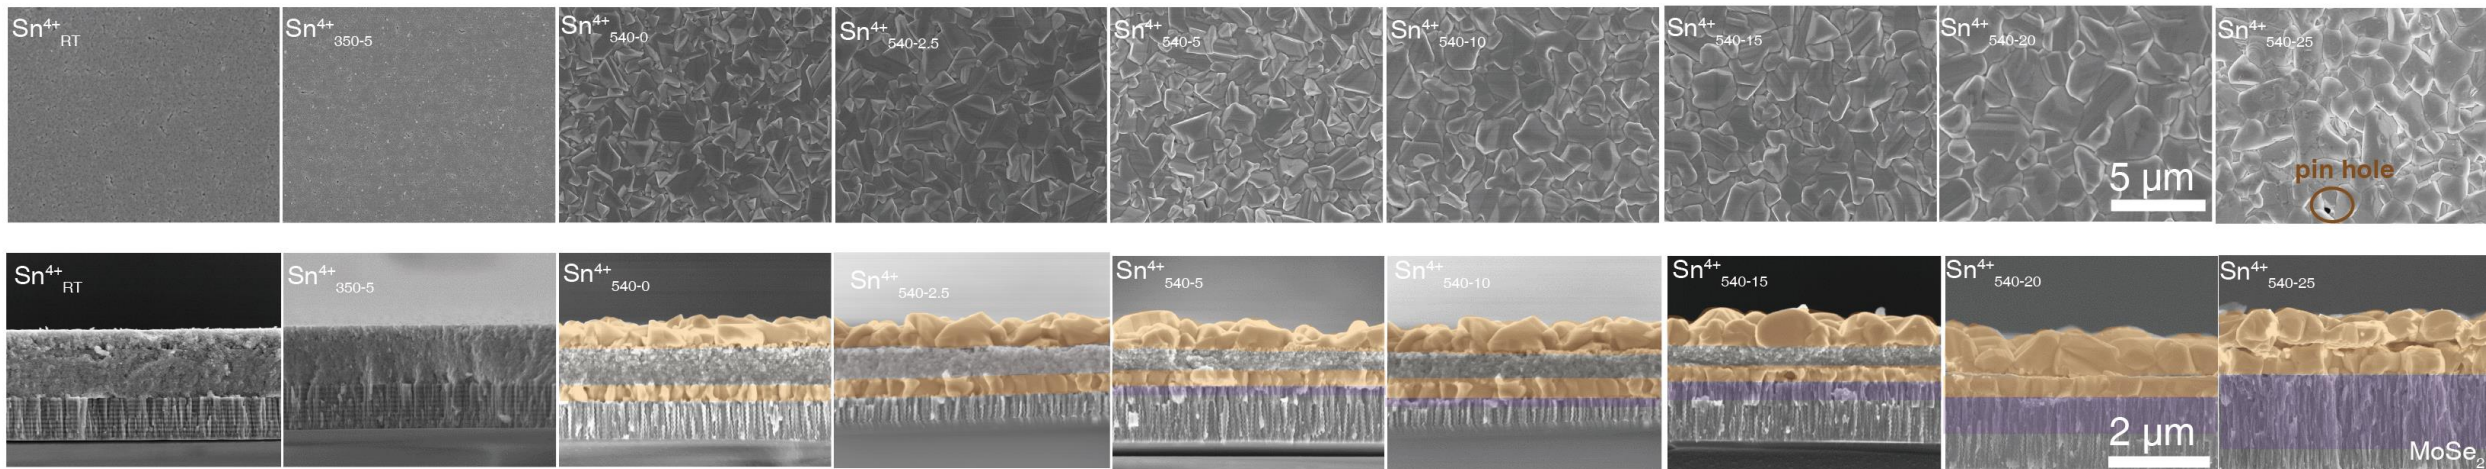 Sn⁴⁺RT
Sn⁴⁺350-5
Sn⁴⁺540-0
Sn⁴⁺540-2.5
Sn⁴⁺540-5
Sn⁴⁺540-10
Sn⁴⁺540-15
Sn⁴⁺540-20
Sn⁴⁺540-25
pin hole
5 μm
Sn⁴⁺RT
Sn⁴⁺350-5
Sn⁴⁺540-0
Sn⁴⁺540-2.5
Sn⁴⁺540-5
Sn⁴⁺540-10
Sn⁴⁺540-15
Sn⁴⁺540-20
Sn⁴⁺540-25
2 μm
MoSe₂